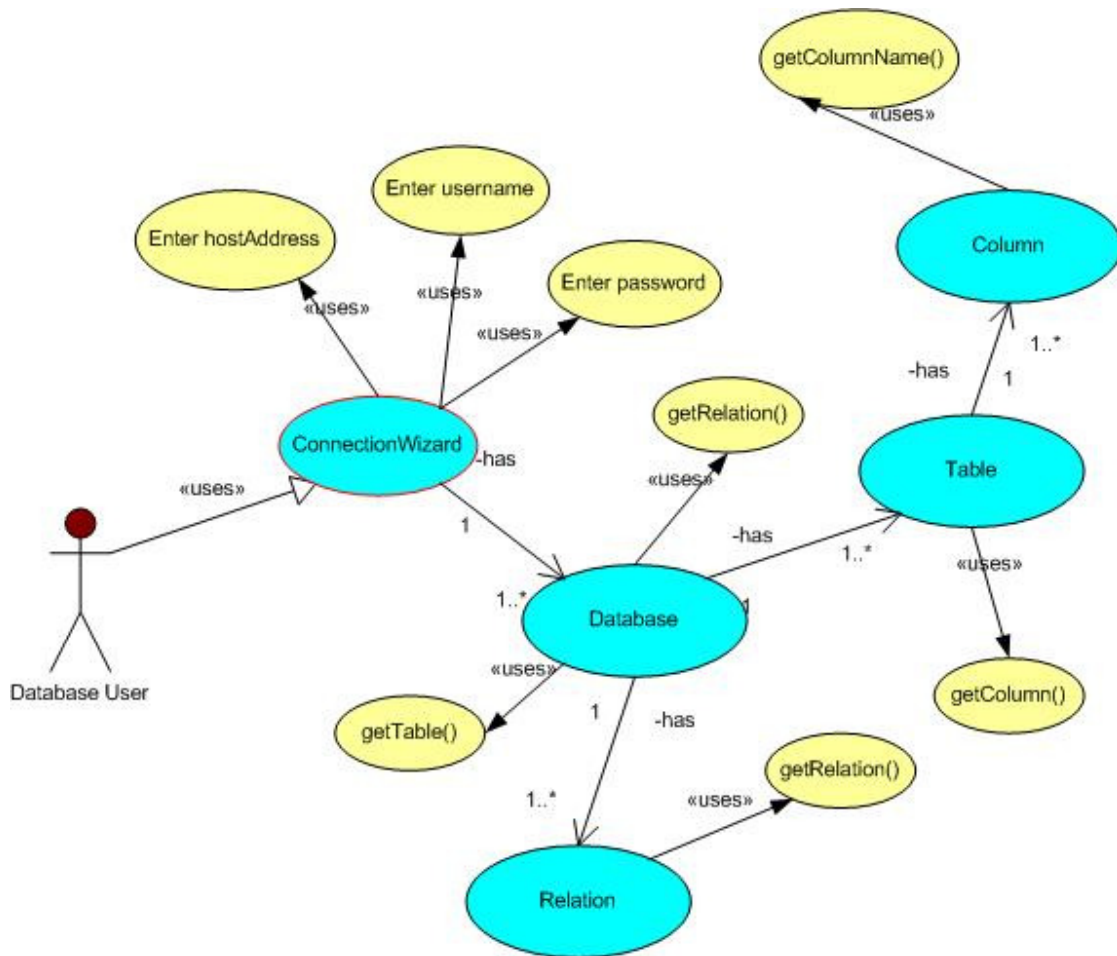 getColumnName()
«uses»
Enter username
Enter hostAddress
Column
Enter password
«uses»
«uses»
«uses»
1..*
-has
1
getRelation()
ConnectionWizard
-has
Table
«uses»
«uses»
1
-has
1..*
«uses»
1..*
Database
1
«uses»
Database User
getColumn()
1
-has
getTable()
getRelation()
1..*
«uses»
Relation